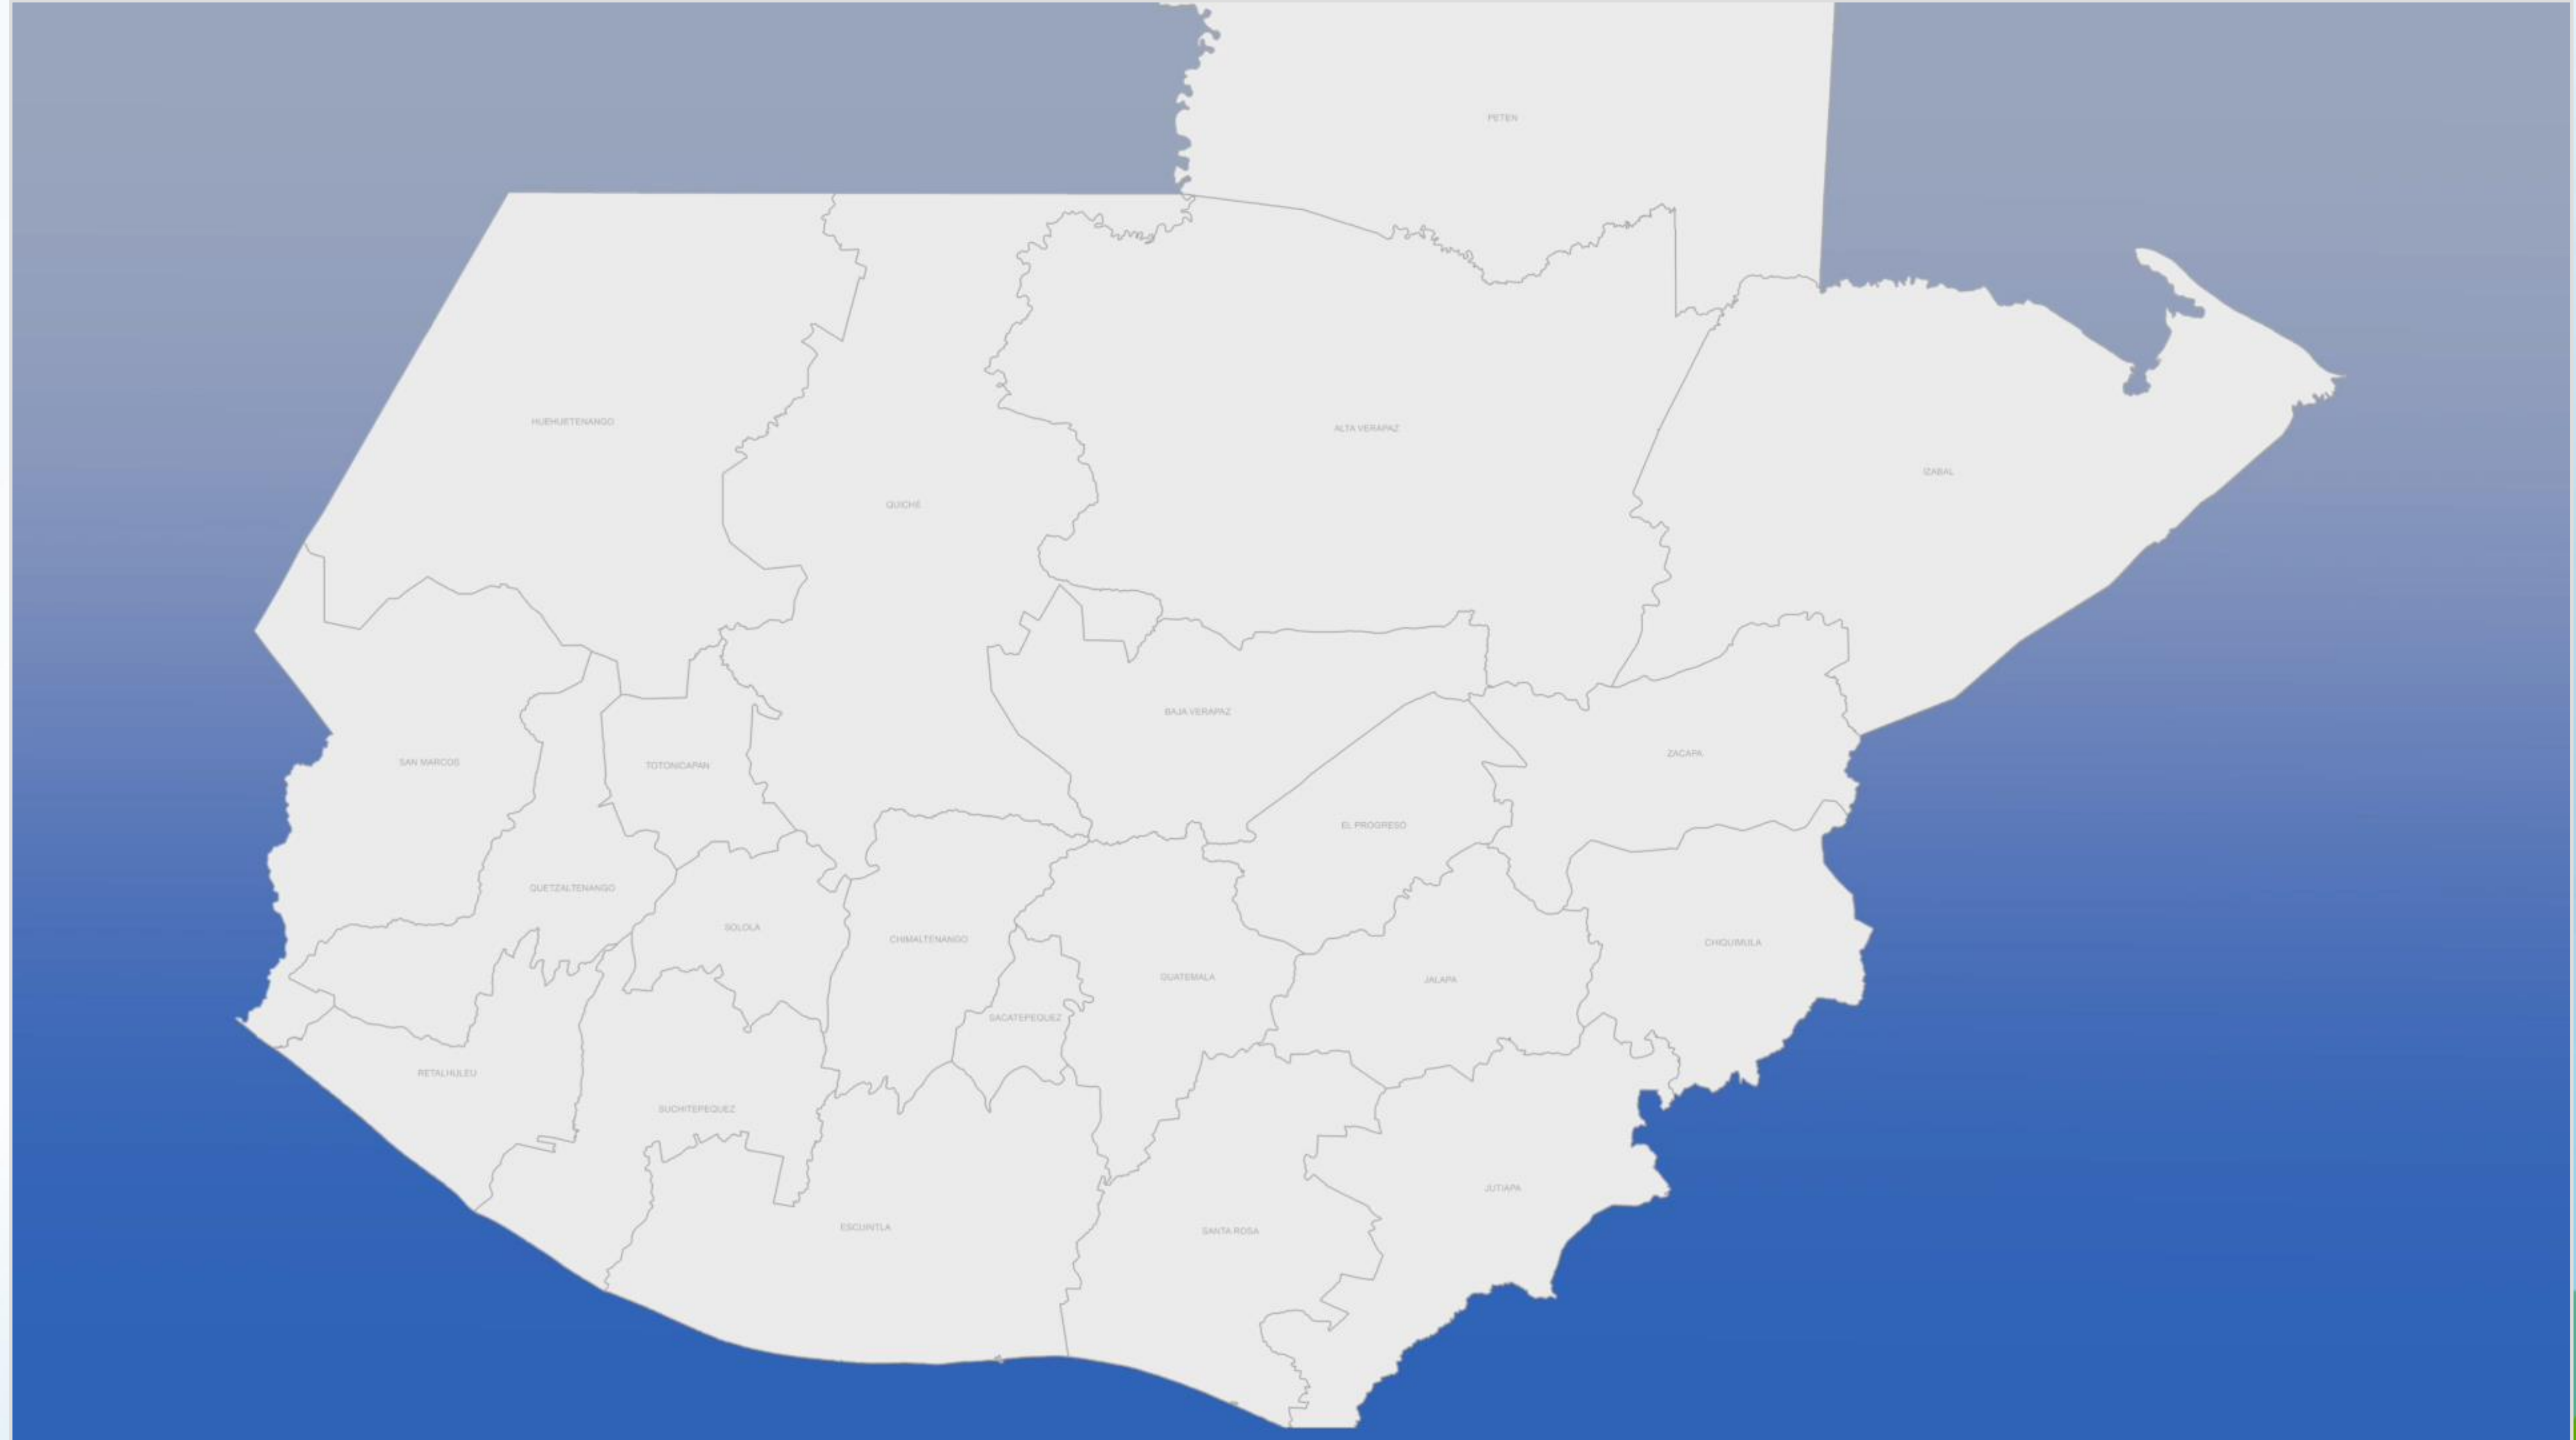 PETEN
HUEHUETENANGO
ALTA VERAPAZ
IZABAL
QUICHÉ
BAJA VERAPAZ
ZACAPA
SAN MARCOS
TOTONICAPAN
EL PROGRESO
QUETZALTENANGO
SOLOLA
CHIMALTENANGO
CHIQUIMULA
GUATEMALA
JALAPA
SACATEPEQUEZ
RETALHULEU
SUCHITEPEQUEZ
JUTIAPA
ESCUINTLA
SANTA ROSA